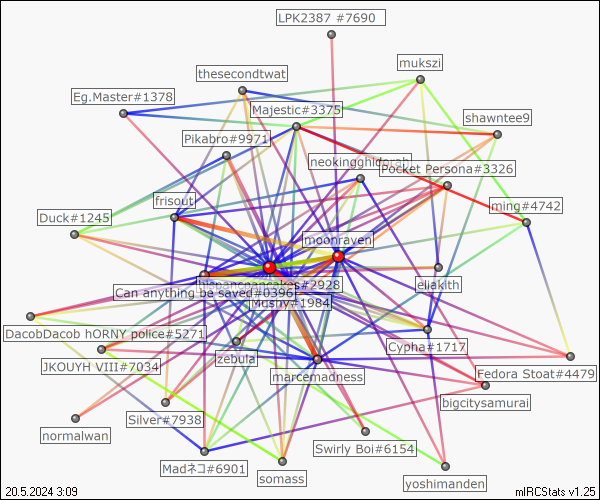 LPK2387 #7690
mukszi
thesecondtwat
Eg.Master#1378
Majestic#3375
shawntee9
Pikabro#9971
neokingghidorah
Pocket Persona#3326
frisout
ming#4742
Duck#1245
moonraven
eliakith
hispanicpancakes#2928
Can anything be saved#0396
Mushy#1984
DacobDacob hORNY police#5271
Cypha#1717
zebula
JKOUYH VIII#7034
marcemadness
Fedora Stoat#4479
bigcitysamurai
Silver#7938
normalwan
Swirly Boi#6154
Madネコ#6901
somass
yoshimanden
20.5.2024 3:09
mIRCStats v1.25